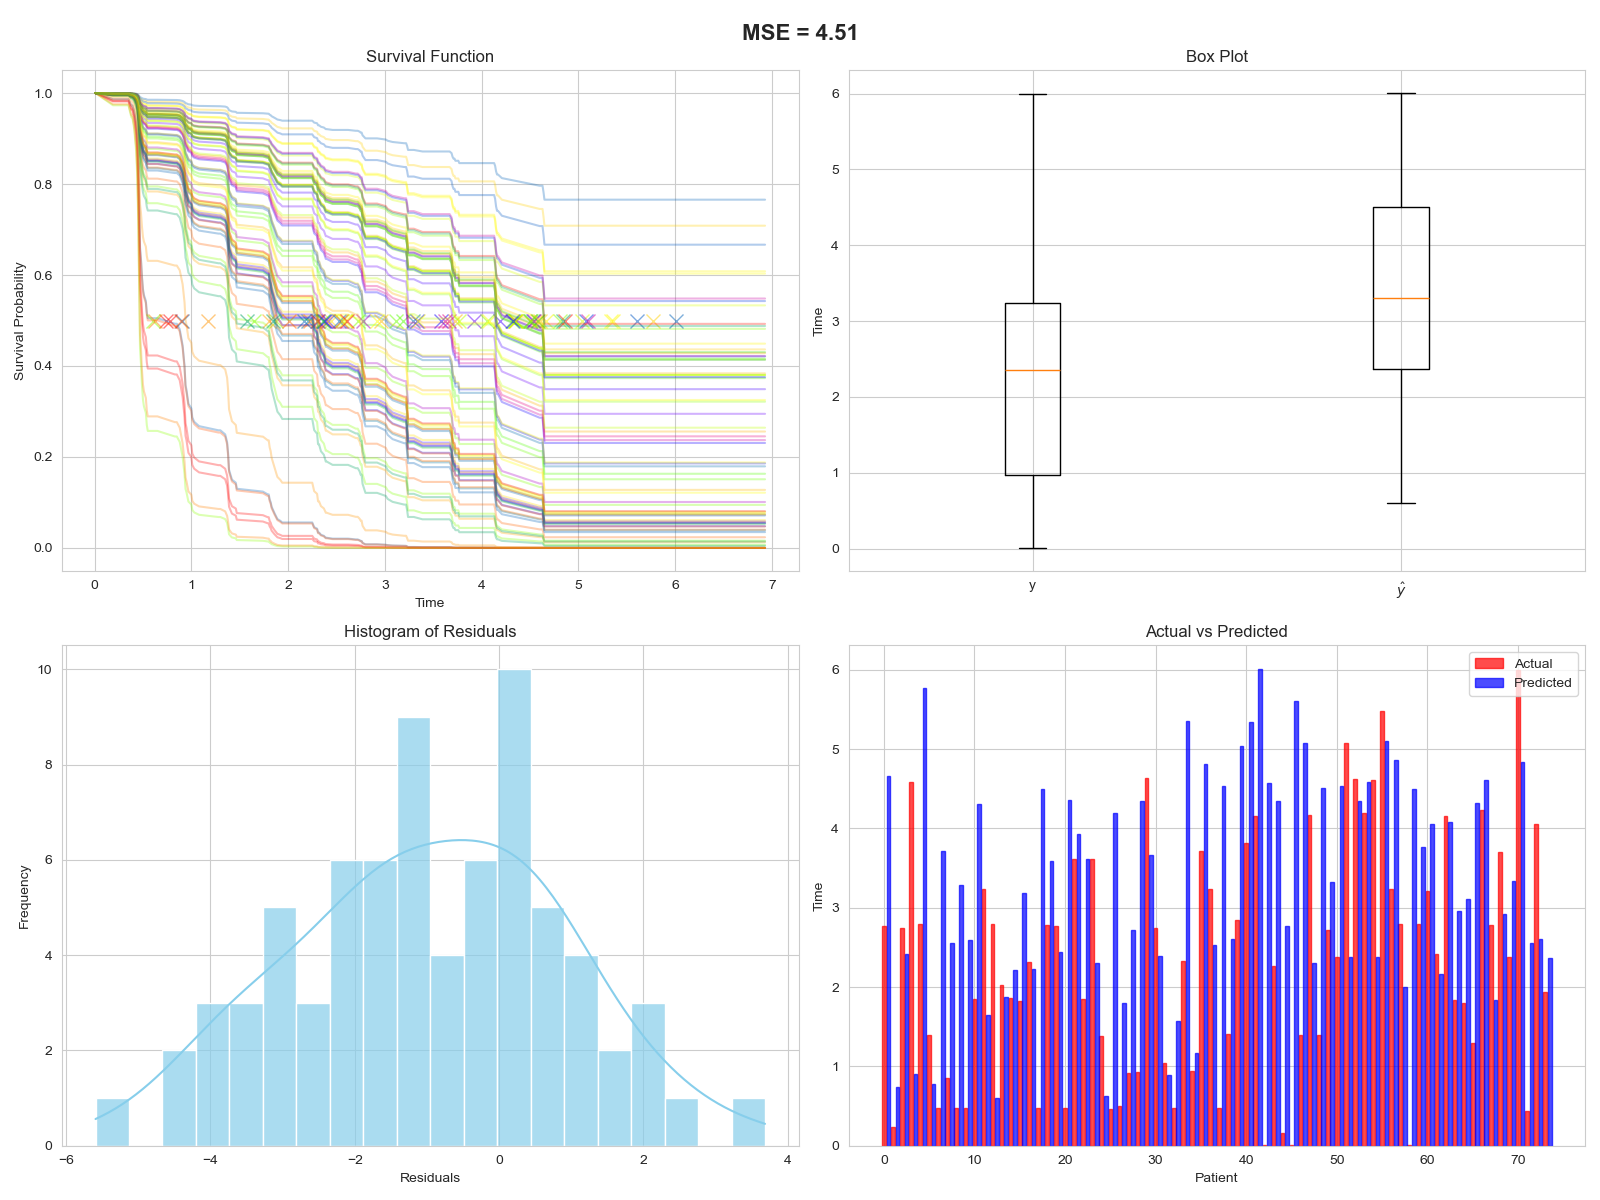 MSE = 4.51
Survival Function
Survival Probability
1.0
0.8
0.6
0.4
0.2
0.0
0 1 2 3 4 5 6 7
Time
Box Plot
Time
6
5
4
3
2
1
0
y ŷ
Histogram of Residuals
Frequency
10
8
6
4
2
0
−6 −4 −2 0 2 4
Residuals
Actual vs Predicted
Actual
Predicted
Time
6
5
4
3
2
1
0
0 10 20 30 40 50 60 70
Patient